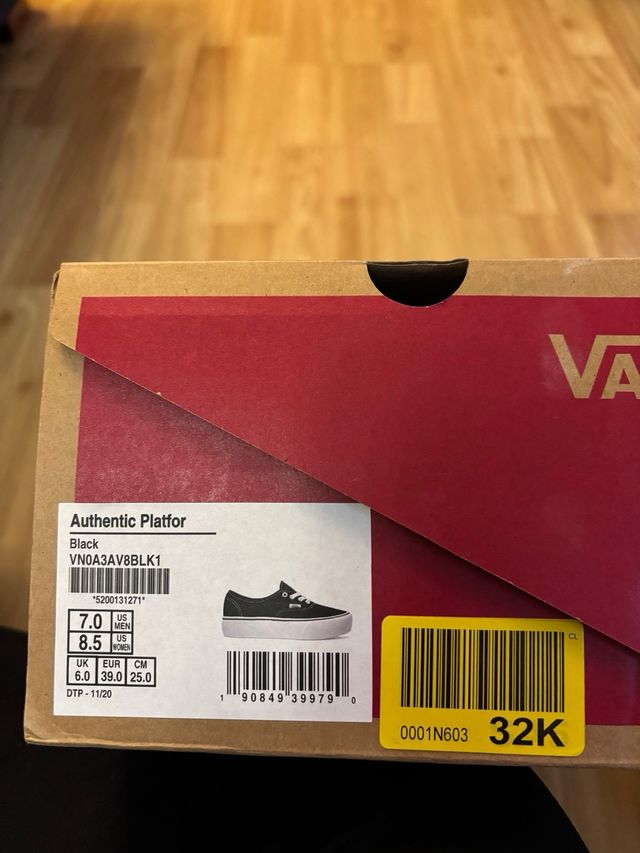 VA
Authentic Platfor
Black
VN0A3AV8BLK1
*5200131271*
7.0 US MEN
8.5 US WOMEN
UK 6.0 EUR 39.0 CM 25.0
DTP - 11/20
1 90849 39979 0
CL
0001N603 32K